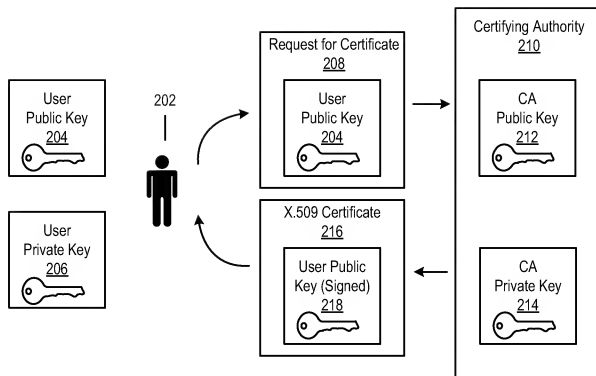 User
Public Key
204
User
Private Key
206
202
Request for Certificate
208
User
Public Key
204
X.509 Certificate
216
User Public
Key (Signed)
218
Certifying Authority
210
CA
Public Key
212
CA
Private Key
214